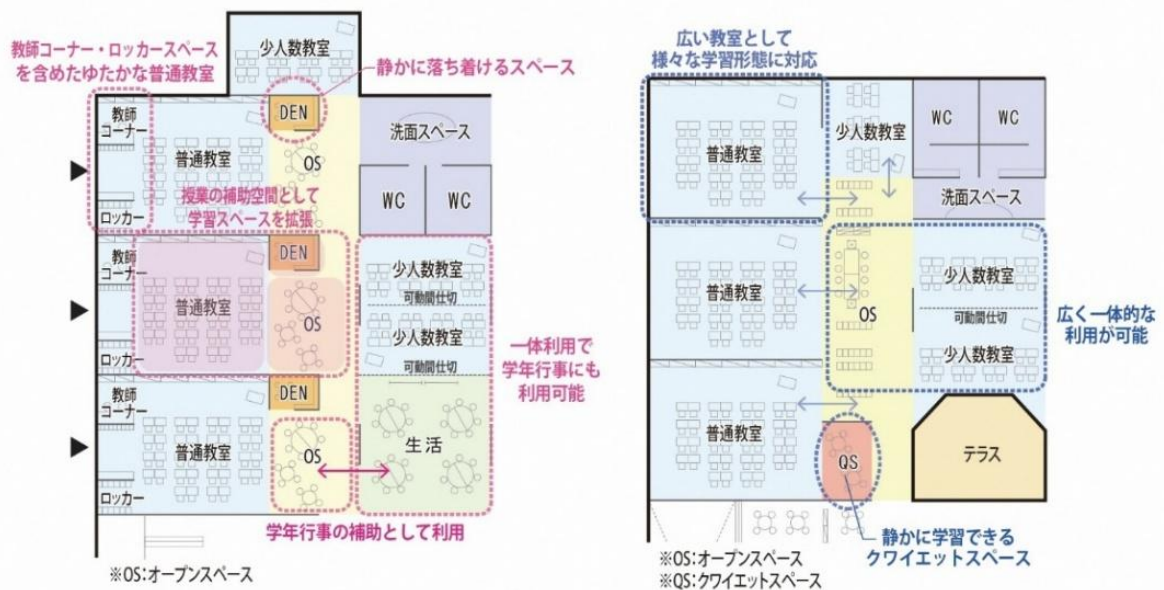 教師コーナー・ロッカースペース
を含めたゆたかな普通教室
少人数教室
静かに落ち着けるスペース
教師
コーナー
DEN
普通教室
OS
洗面スペース
WC
WC
ロッカー
授業の補助空間として
学習スペースを拡張
教師
コーナー
DEN
普通教室
OS
ロッカー
少人数教室
可動間仕切
少人数教室
可動間仕切
一体利用で
学年行事にも
利用可能
教師
コーナー
DEN
普通教室
OS
生活
ロッカー
学年行事の補助として利用
※OS:オープンスペース
広い教室として
様々な学習形態に対応
普通教室
少人数教室
WC
WC
洗面スペース
普通教室
OS
少人数教室
可動間仕切
少人数教室
広く一体的な
利用が可能
普通教室
QS
テラス
静かに学習できる
クワイエットスペース
※OS:オープンスペース
※QS:クワイエットスペース